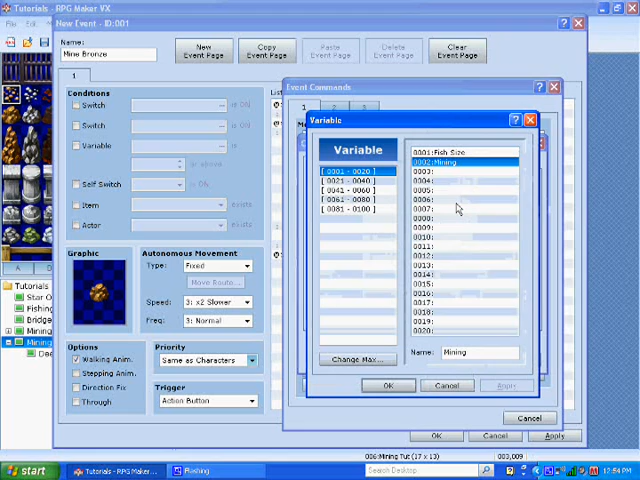 Tutorials - RPG Maker VX
File
New Event - ID:001
Name:
Mine Bronze
New
Event Page
Copy
Event Page
Paste
Event Page
Delete
Event Page
Clear
Event Page
1
Conditions
Switch
is ON
Switch
is ON
Variable
or above
Self Switch
is ON
Item
exists
Actor
exists
Graphic
Autonomous Movement
Type:
Fixed
Move Route...
Speed:
3: x2 Slower
Freq:
3: Normal
Options
Walking Anim.
Stepping Anim.
Direction Fix
Through
Priority
Same as Characters
Trigger
Action Button
Event Commands
1
2
3
Variable
Variable
[ 0001 - 0020 ]
[ 0021 - 0040 ]
[ 0041 - 0060 ]
[ 0061 - 0080 ]
[ 0081 - 0100 ]
Change Max...
0001:Fish Size
0002:Mining
0003:
0004:
0005:
0006:
0007:
0008:
0009:
0010:
0011:
0012:
0013:
0014:
0015:
0016:
0017:
0018:
0019:
0020:
Name:
Mining
OK
Cancel
Apply
Cancel
OK
Cancel
Apply
A
Tutorials
Star O
Fishing
Bridge
Mining
Mining
Dee
006:Mining Tut (17 x 13)
003,009
start
Tutorials - RPG Maker...
Flashing
Search Desktop
12:54 PM